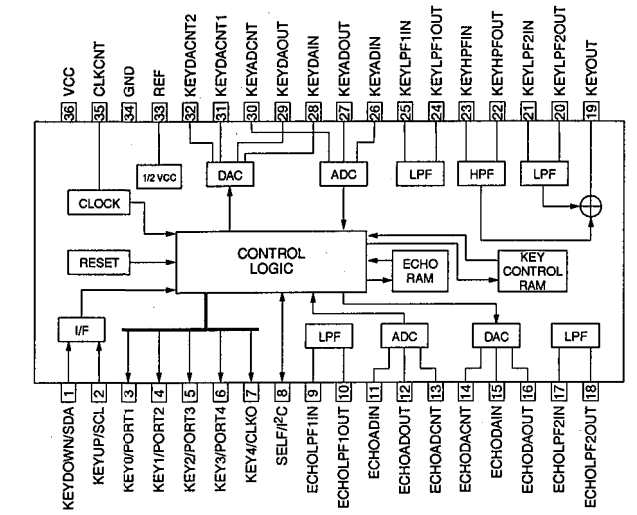 VCC
CLKCNT
GND
REF
KEYDACNT2
KEYDACNT1
KEYADCNT
KEYDAOUT
KEYDAIN
KEYADOUT
KEYADIN
KEYLPF1IN
KEYLPF1OUT
KEYHPFIN
KEYHPFOUT
KEYLPF2IN
KEYLPF2OUT
KEYOUT
36 35 34 33 32 31 30 29 28 27 26 25 24 23 22 21 20 19
1/2 VCC
DAC
ADC
LPF
HPF
LPF
CLOCK
CONTROL
LOGIC
RESET
ECHO
RAM
KEY
CONTROL
RAM
I/F
LPF
ADC
DAC
LPF
1 2 3 4 5 6 7 8 9 10 11 12 13 14 15 16 17 18
KEYDOWN/SDA
KEYUP/SCL
KEY0/PORT1
KEY1/PORT2
KEY2/PORT3
KEY3/PORT4
KEY4/CLKO
SELF/I²C
ECHOLPF1IN
ECHOLPF1OUT
ECHOADIN
ECHOADOUT
ECHOADCNT
ECHODACNT
ECHODAIN
ECHODAOUT
ECHOLPF2IN
ECHOLPF2OUT